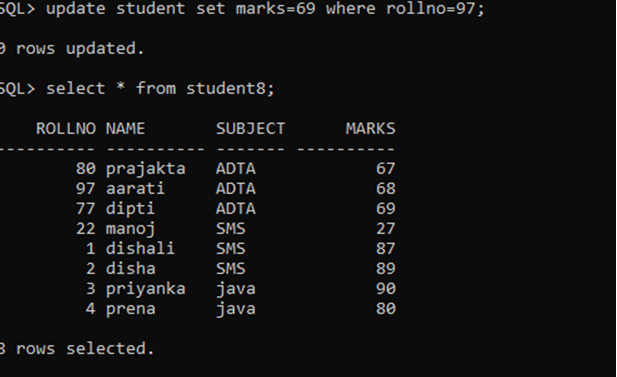 SQL> update student set marks=69 where rollno=97;
0 rows updated.
SQL> select * from student8;
ROLLNO NAME SUBJECT MARKS
---------- ---------- ------- ----------
80 prajakta ADTA 67
97 aarati ADTA 68
77 dipti ADTA 69
22 manoj SMS 27
1 dishali SMS 87
2 disha SMS 89
3 priyanka java 90
4 prena java 80
8 rows selected.